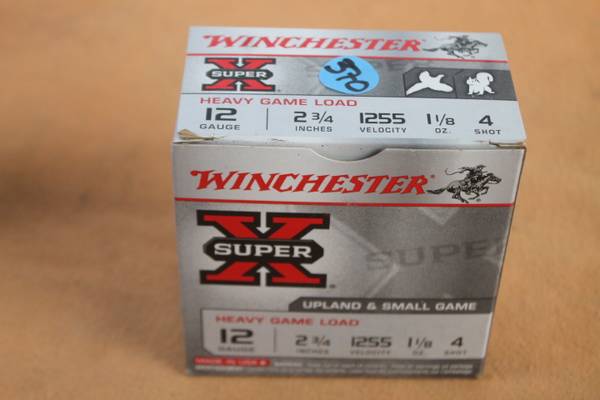 WINCHESTER
X
SUPER
370
HEAVY GAME LOAD
12 2 3/4 1255 1 1/8 4
GAUGE INCHES VELOCITY OZ. SHOT
WINCHESTER
X
SUPER
SUPE
UPLAND & SMALL GAME
HEAVY GAME LOAD
12 2 3/4 1255 1 1/8 4
GAUGE INCHES VELOCITY OZ. SHOT
MADE IN USA